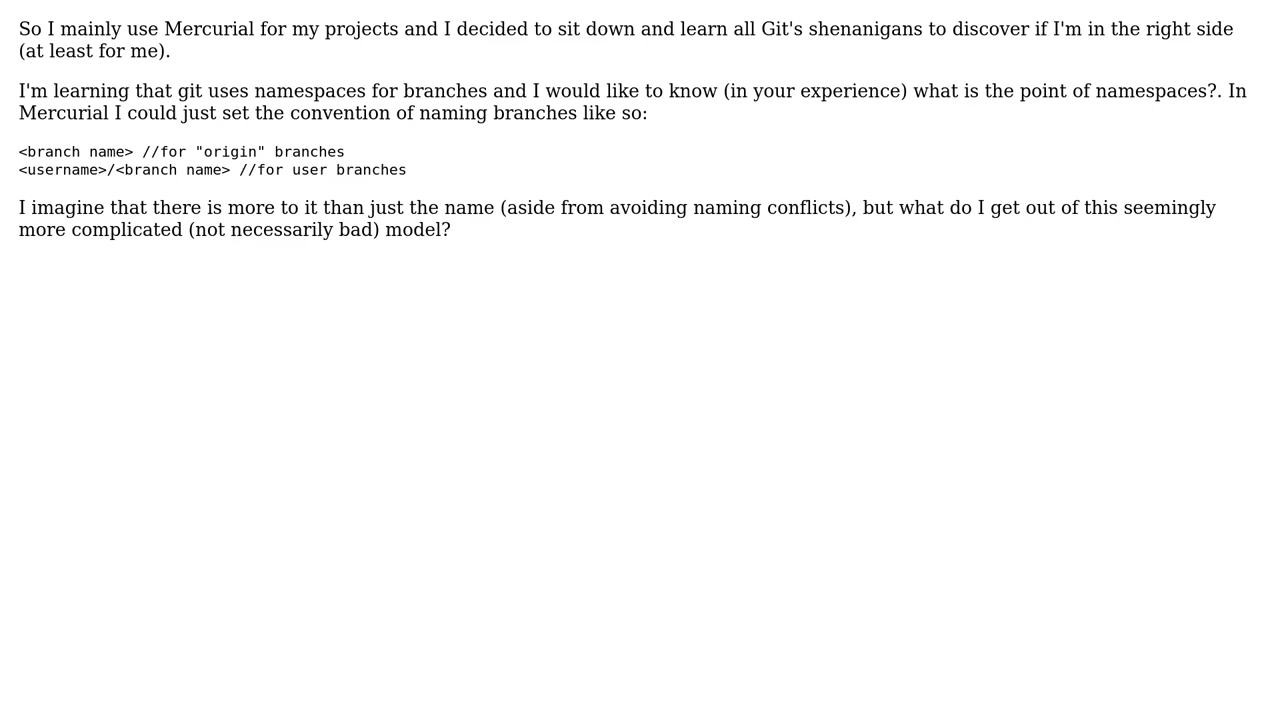 So I mainly use Mercurial for my projects and I decided to sit down and learn all Git's shenanigans to discover if I'm in the right side
(at least for me).
I'm learning that git uses namespaces for branches and I would like to know (in your experience) what is the point of namespaces?. In
Mercurial I could just set the convention of naming branches like so:
<branch name> //for "origin" branches
<username>/<branch name> //for user branches
I imagine that there is more to it than just the name (aside from avoiding naming conflicts), but what do I get out of this seemingly
more complicated (not necessarily bad) model?